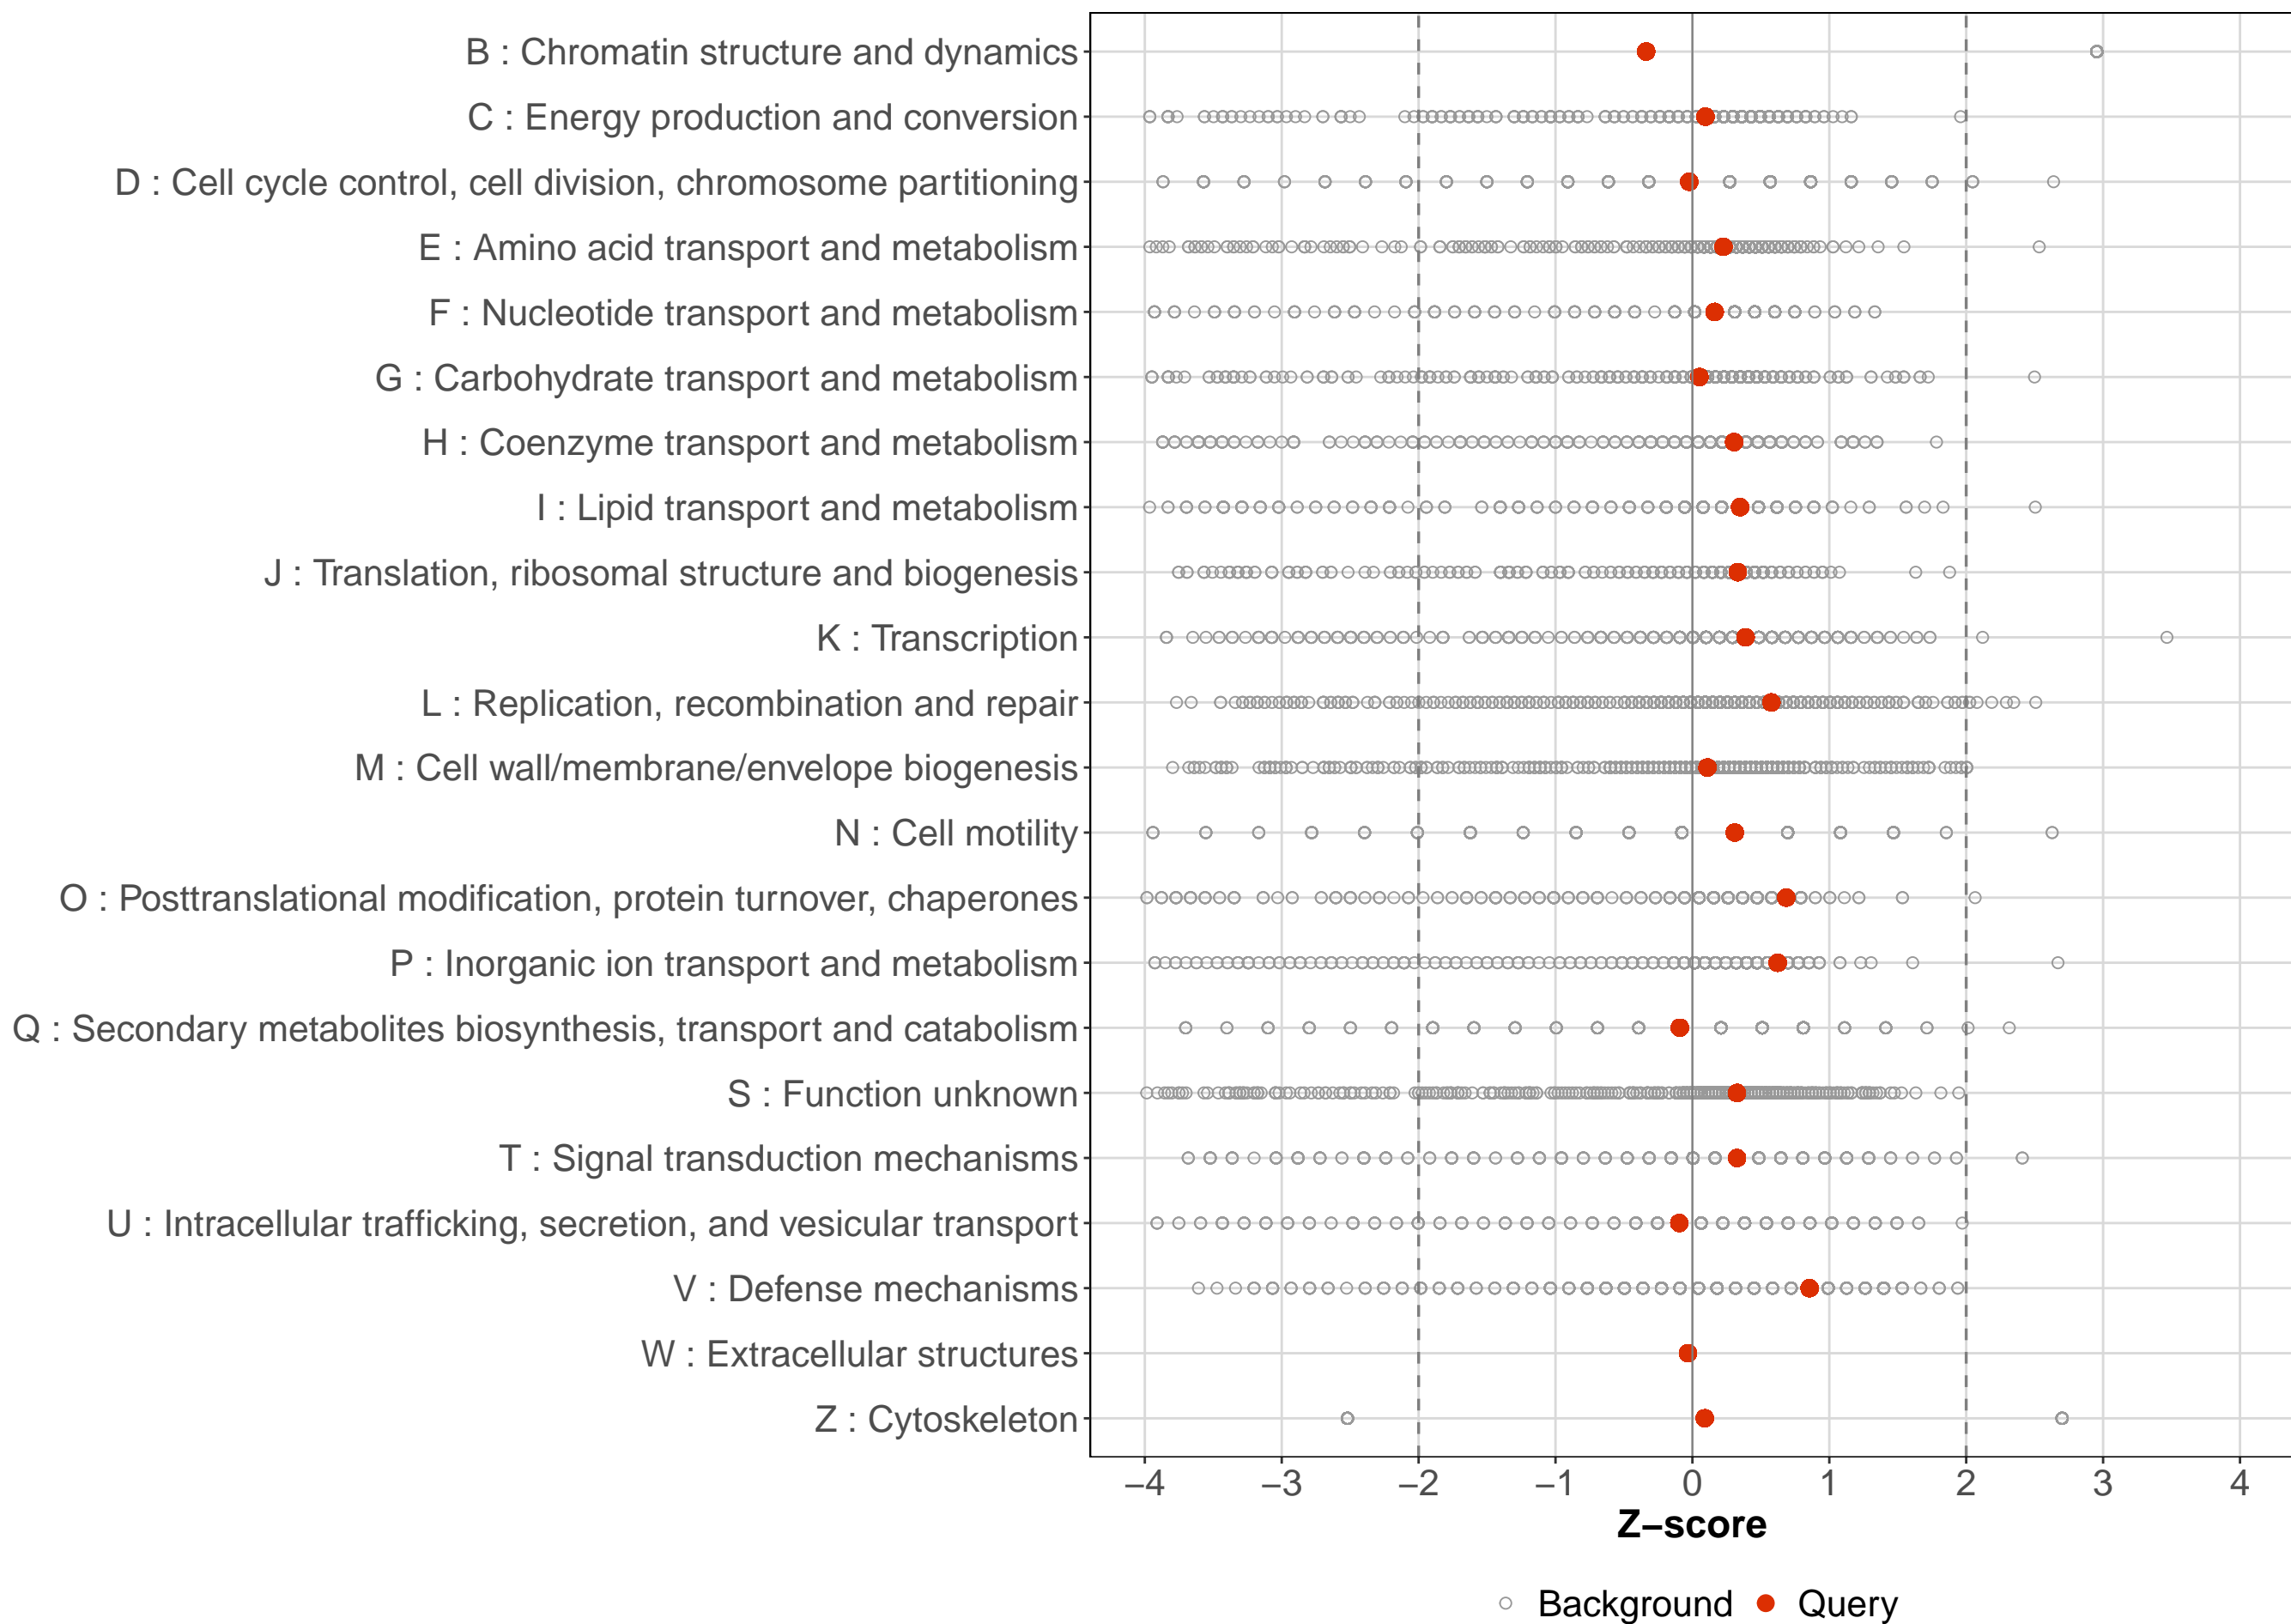 B : Chromatin structure and dynamics
C : Energy production and conversion
D : Cell cycle control, cell division, chromosome partitioning
E : Amino acid transport and metabolism
F : Nucleotide transport and metabolism
G : Carbohydrate transport and metabolism
H : Coenzyme transport and metabolism
I : Lipid transport and metabolism
J : Translation, ribosomal structure and biogenesis
K : Transcription
L : Replication, recombination and repair
M : Cell wall/membrane/envelope biogenesis
N : Cell motility
O : Posttranslational modification, protein turnover, chaperones
P : Inorganic ion transport and metabolism
Q : Secondary metabolites biosynthesis, transport and catabolism
S : Function unknown
T : Signal transduction mechanisms
U : Intracellular trafficking, secretion, and vesicular transport
V : Defense mechanisms
W : Extracellular structures
Z : Cytoskeleton
−4 −3 −2 −1 0 1 2 3 4
Z−score
Background Query